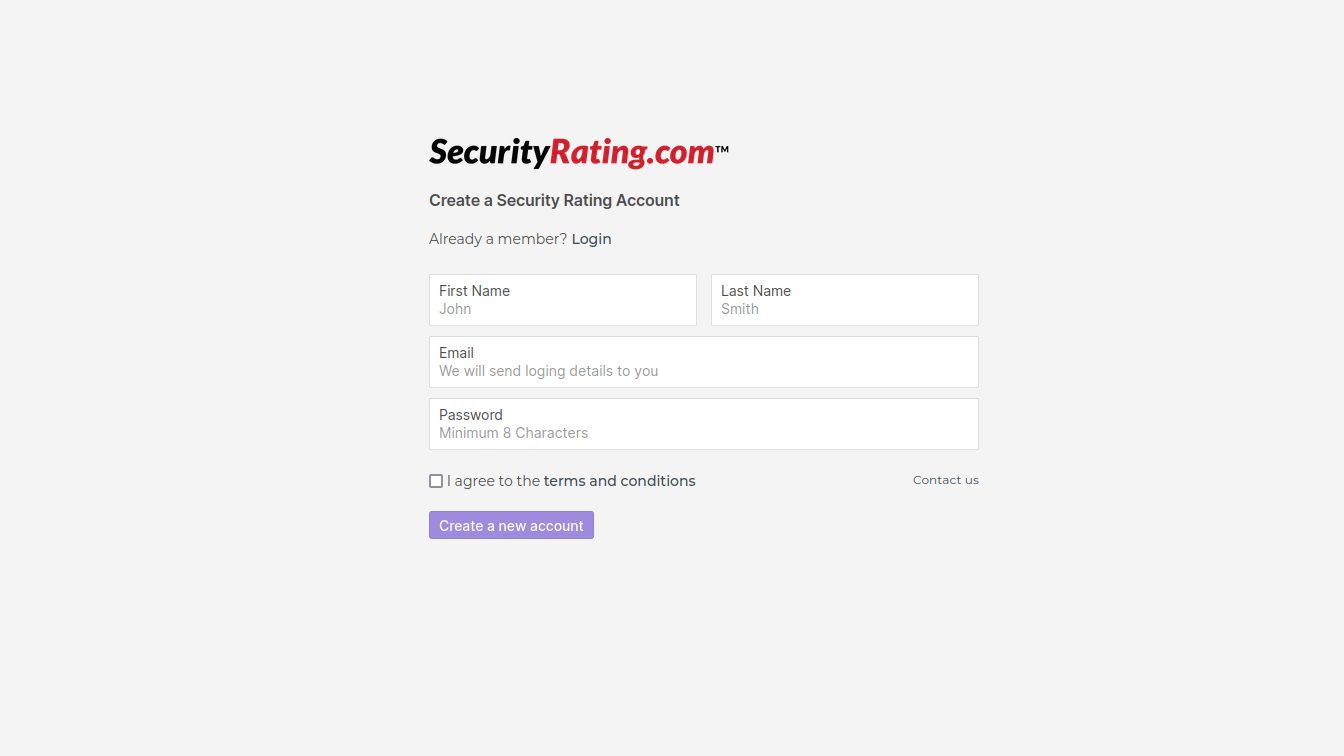 SecurityRating.com™
Create a Security Rating Account
Already a member? Login
First Name
John
Last Name
Smith
Email
We will send loging details to you
Password
Minimum 8 Characters
I agree to the terms and conditions
Contact us
Create a new account